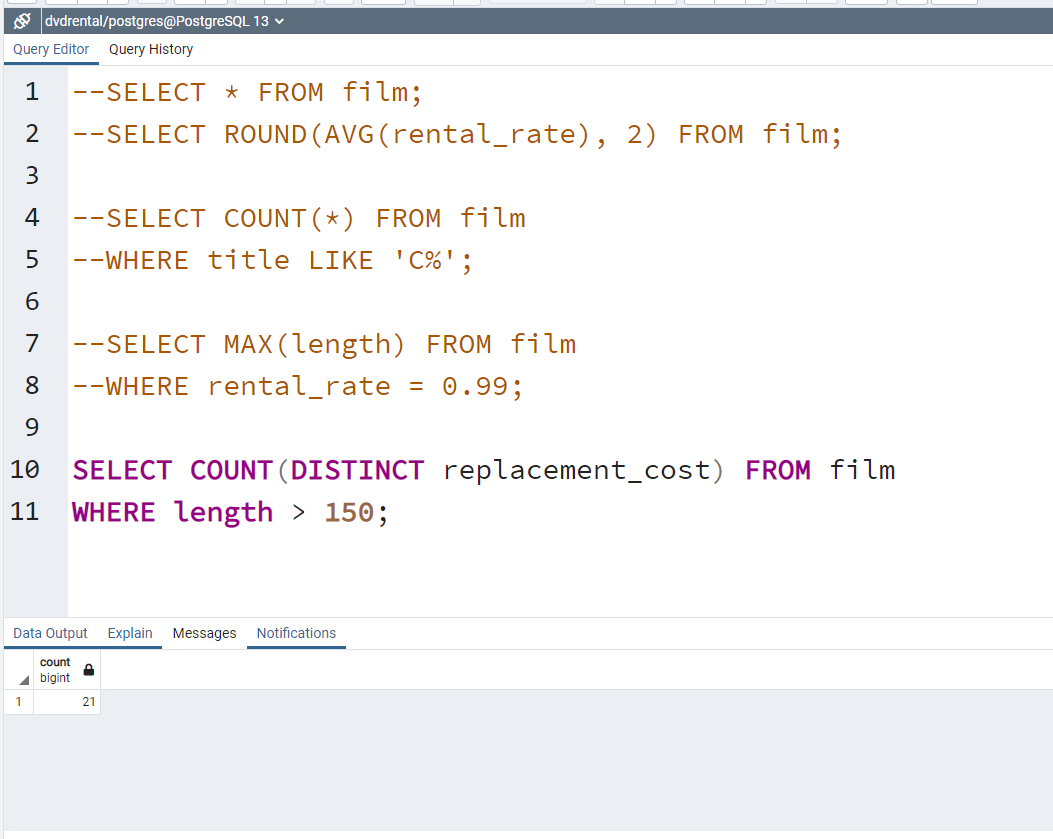 dvdrental/postgres@PostgreSQL 13
Query Editor Query History
1 --SELECT * FROM film;
2 --SELECT ROUND(AVG(rental_rate), 2) FROM film;
3
4 --SELECT COUNT(*) FROM film
5 --WHERE title LIKE 'C%';
6
7 --SELECT MAX(length) FROM film
8 --WHERE rental_rate = 0.99;
9
10 SELECT COUNT(DISTINCT replacement_cost) FROM film
11 WHERE length > 150;
Data Output Explain Messages Notifications
count
bigint
1 21